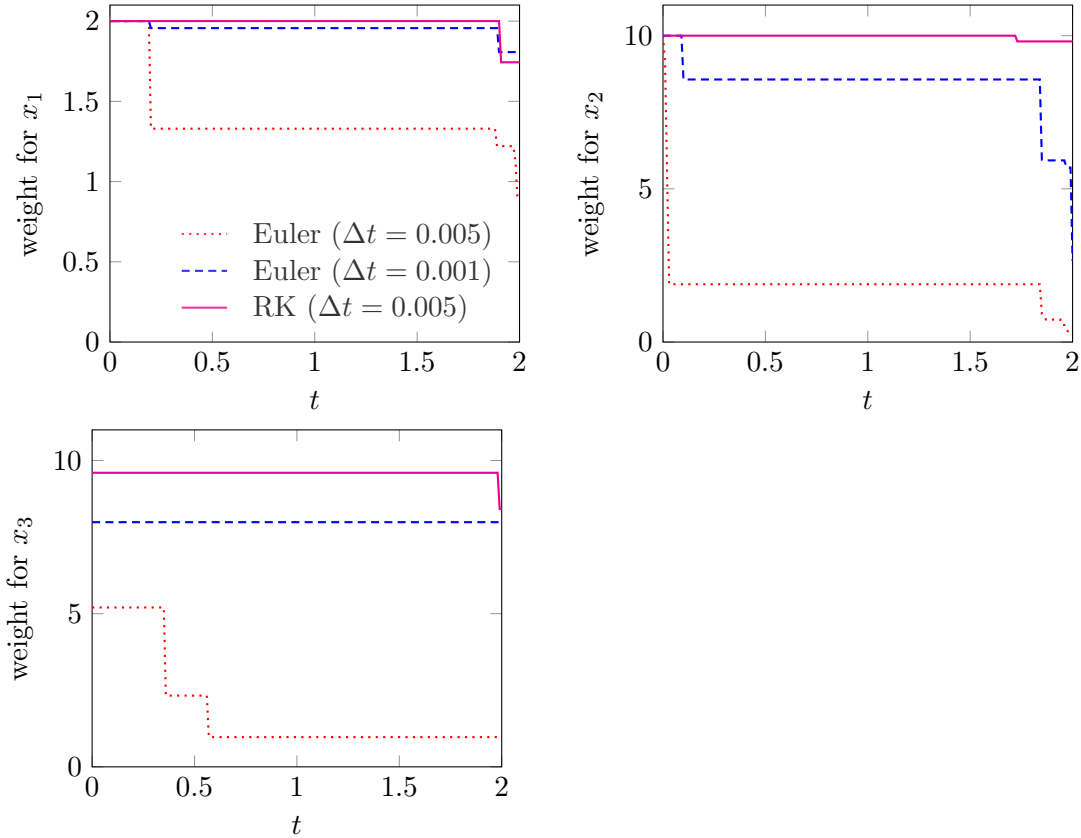 2
1.5
1
0.5
0
weight for x₁
Euler (Δt = 0.005)
Euler (Δt = 0.001)
RK (Δt = 0.005)
0 0.5 1 1.5 2
t
10
5
0
weight for x₂
0 0.5 1 1.5 2
t
10
5
0
weight for x₃
0 0.5 1 1.5 2
t